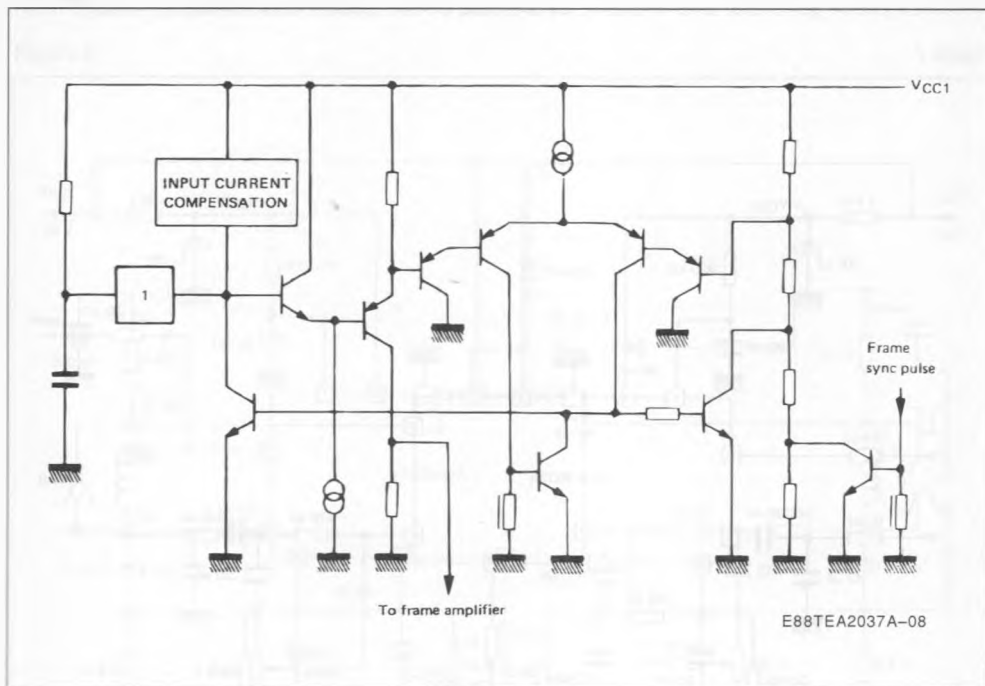 VCC1
INPUT CURRENT
COMPENSATION
1
Frame
sync pulse
To frame amplifier
E88TEA2037A-08